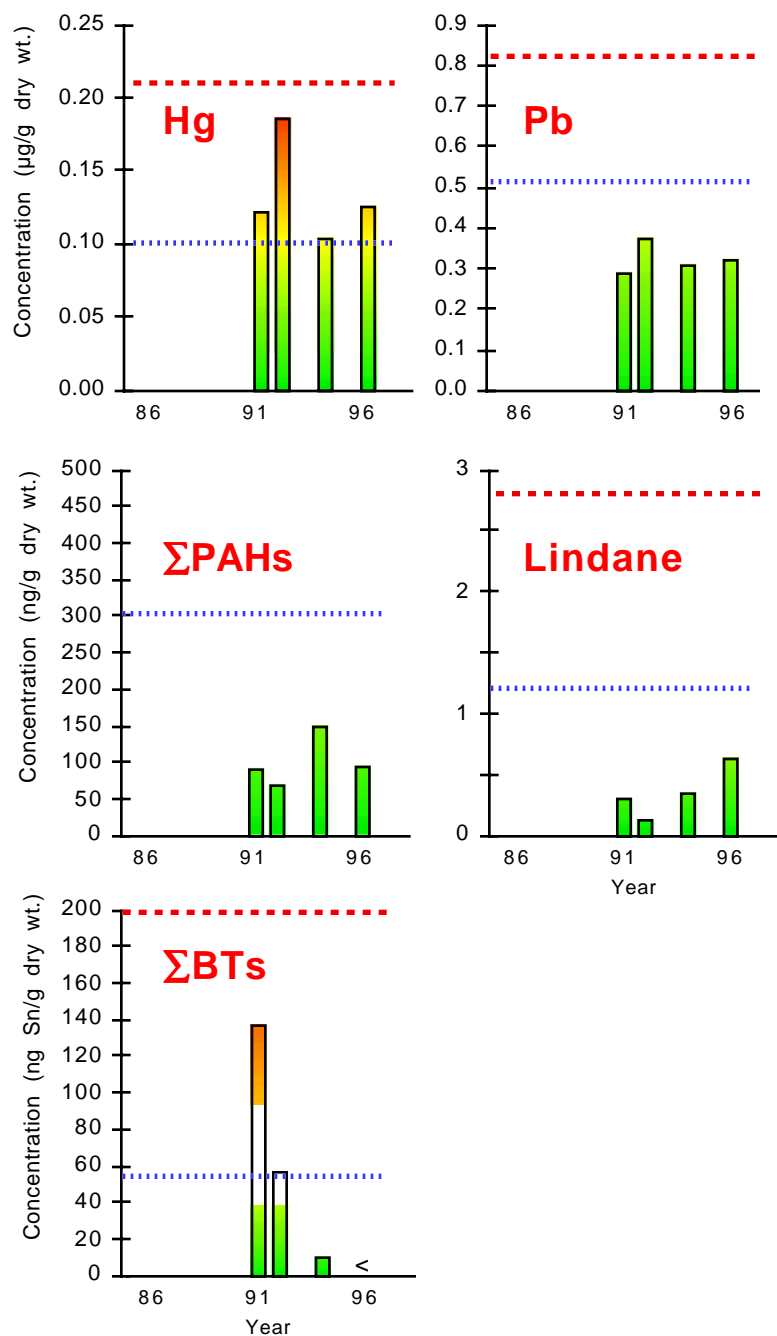 Concentration (µg/g dry wt.)
0.25
0.20
0.15
0.10
0.05
0.00
Hg
86 91 96
0.9
0.8
0.7
0.6
0.5
0.4
0.3
0.2
0.1
0.0
Pb
86 91 96
Concentration (ng/g dry wt.)
500
450
400
350
300
250
200
150
100
50
0
ΣPAHs
86 91 96
3
2
1
0
Lindane
86 91 96
Year
Concentration (ng Sn/g dry wt.)
200
180
160
140
120
100
80
60
40
20
0
ΣBTs
<
86 91 96
Year